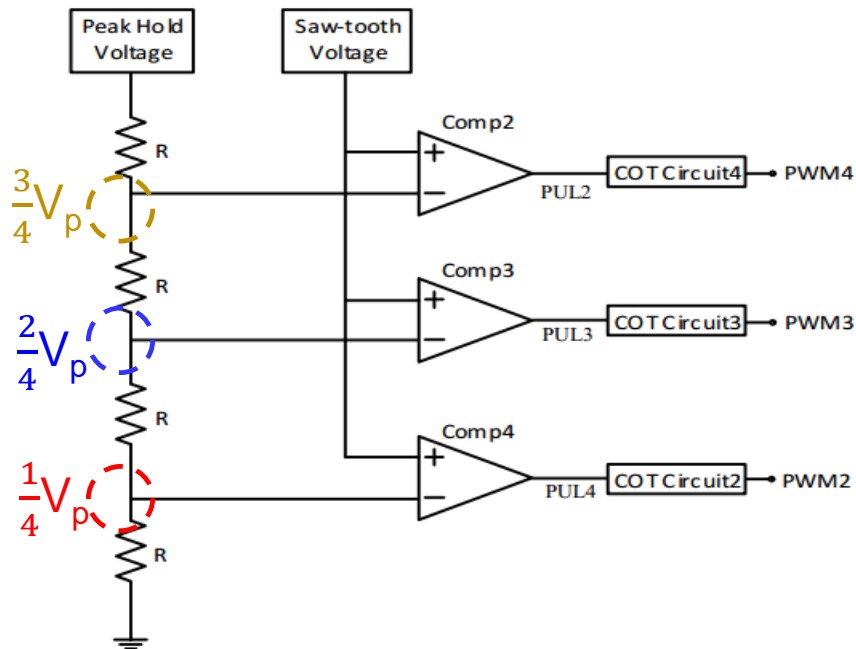 Peak Hold
Voltage
Saw-tooth
Voltage
R
Comp2
+
−
PUL2
COT Circuit4
PWM4
3/4 Vp
R
Comp3
+
−
PUL3
COT Circuit3
PWM3
2/4 Vp
R
Comp4
+
−
PUL4
COT Circuit2
PWM2
1/4 Vp
R